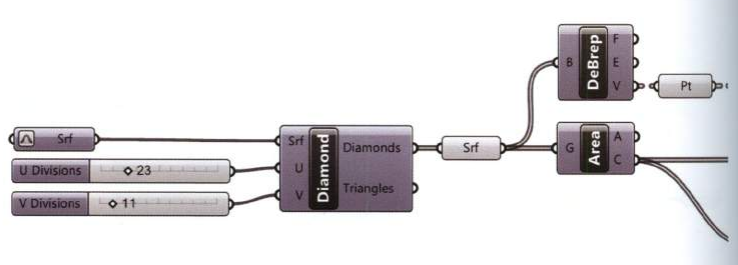 Srf
U Divisions 23
V Divisions 11
Srf
U
V
Diamond
Diamonds
Triangles
Srf
B
DeBrep
F
E
V
Pt
G
Area
A
C